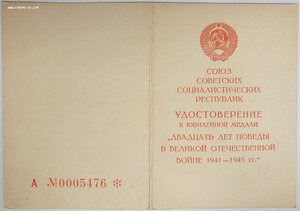 СОЮЗ
СОВЕТСКИХ
СОЦИАЛИСТИЧЕСКИХ
РЕСПУБЛИК
УДОСТОВЕРЕНИЕ
К ЮБИЛЕЙНОЙ МЕДАЛИ
„ДВАДЦАТЬ ЛЕТ ПОБЕДЫ
В ВЕЛИКОЙ ОТЕЧЕСТВЕННОЙ
ВОЙНЕ 1941—1945 гг.“
А №0005476 ✻